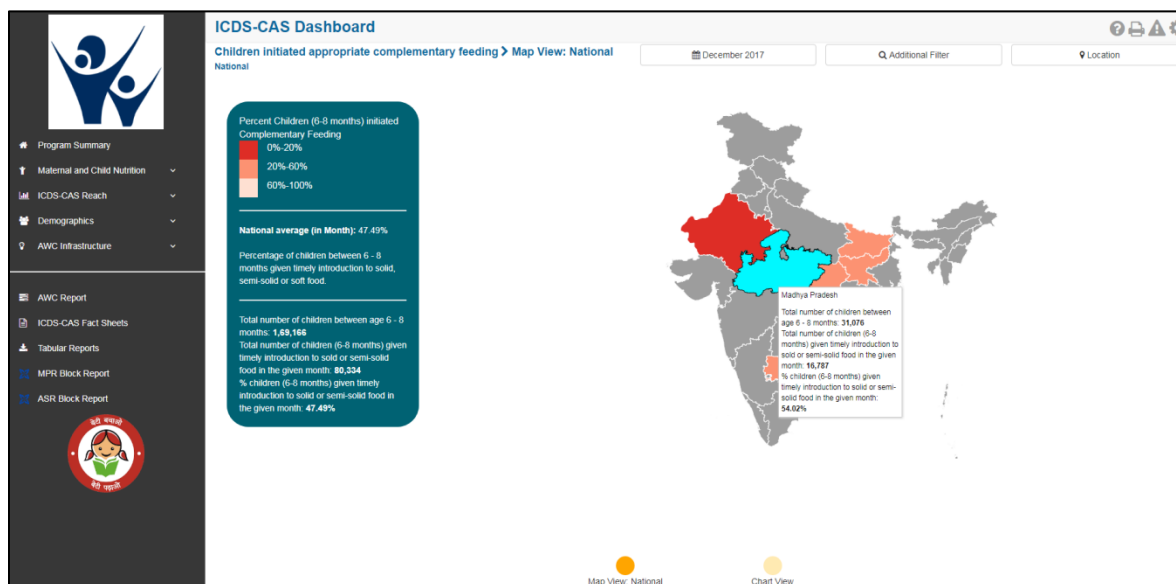 ICDS-CAS Dashboard
Children initiated appropriate complementary feeding > Map View: National
National
December 2017
Additional Filter
Location
Program Summary
Maternal and Child Nutrition
ICDS-CAS Reach
Demographics
AWC Infrastructure
AWC Report
ICDS-CAS Fact Sheets
Tabular Reports
MPR Block Report
ASR Block Report
बेटी बचाओ
बेटी पढ़ाओ
Percent Children (6-8 months) initiated
Complementary Feeding
0%-20%
20%-60%
60%-100%
National average (in Month): 47.49%
Percentage of children between 6 - 8
months given timely introduction to solid,
semi-solid or soft food.
Total number of children between age 6 - 8
months: 1,69,166
Total number of children (6-8 months) given
timely introduction to sold or semi-solid
food in the given month: 80,334
% children (6-8 months) given timely
introduction to solid or semi-solid food in
the given month: 47.49%
Madhya Pradesh
Total number of children between
age 6 - 8 months: 31,076
Total number of children (6-8
months) given timely introduction to
sold or semi-solid food in the given
month: 16,787
% children (6-8 months) given
timely introduction to solid or semi-
solid food in the given month:
54.02%
Map View: National
Chart View